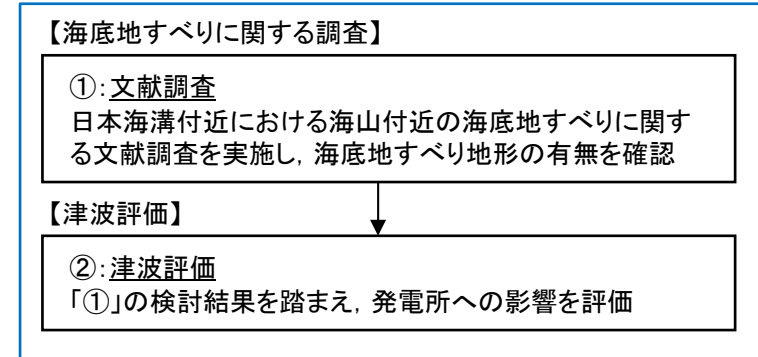 【海底地すべりに関する調査】
①:文献調査
日本海溝付近における海山付近の海底地すべりに関す
る文献調査を実施し，海底地すべり地形の有無を確認
【津波評価】
②:津波評価
「①」の検討結果を踏まえ，発電所への影響を評価